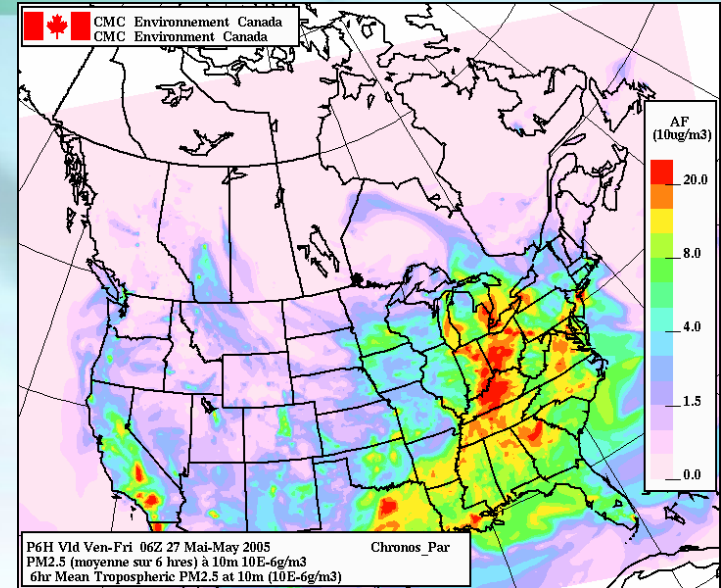 CMC Environnement Canada
CMC Environment Canada
AF
(10ug/m3)
20.0
8.0
4.0
1.5
0.0
P6H Vld Ven-Fri 06Z 27 Mai-May 2005 Chronos_Par
PM2.5 (moyenne sur 6 hres) à 10m 10E-6g/m3
6hr Mean Tropospheric PM2.5 at 10m (10E-6g/m3)